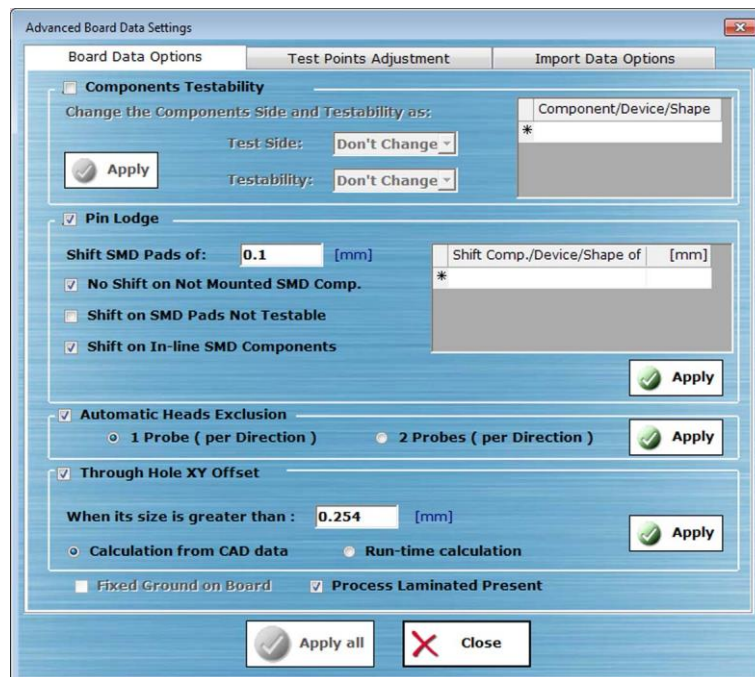 Advanced Board Data Settings
Board Data Options Test Points Adjustment Import Data Options
Components Testability
Change the Components Side and Testability as:
Component/Device/Shape
*
Test Side: Don't Change
Apply
Testability: Don't Change
Pin Lodge
Shift SMD Pads of: 0.1 [mm]
Shift Comp./Device/Shape of [mm]
*
No Shift on Not Mounted SMD Comp.
Shift on SMD Pads Not Testable
Shift on In-line SMD Components
Apply
Automatic Heads Exclusion
1 Probe ( per Direction ) 2 Probes ( per Direction ) Apply
Through Hole XY Offset
When its size is greater than : 0.254 [mm]
Apply
Calculation from CAD data Run-time calculation
Fixed Ground on Board Process Laminated Present
Apply all Close